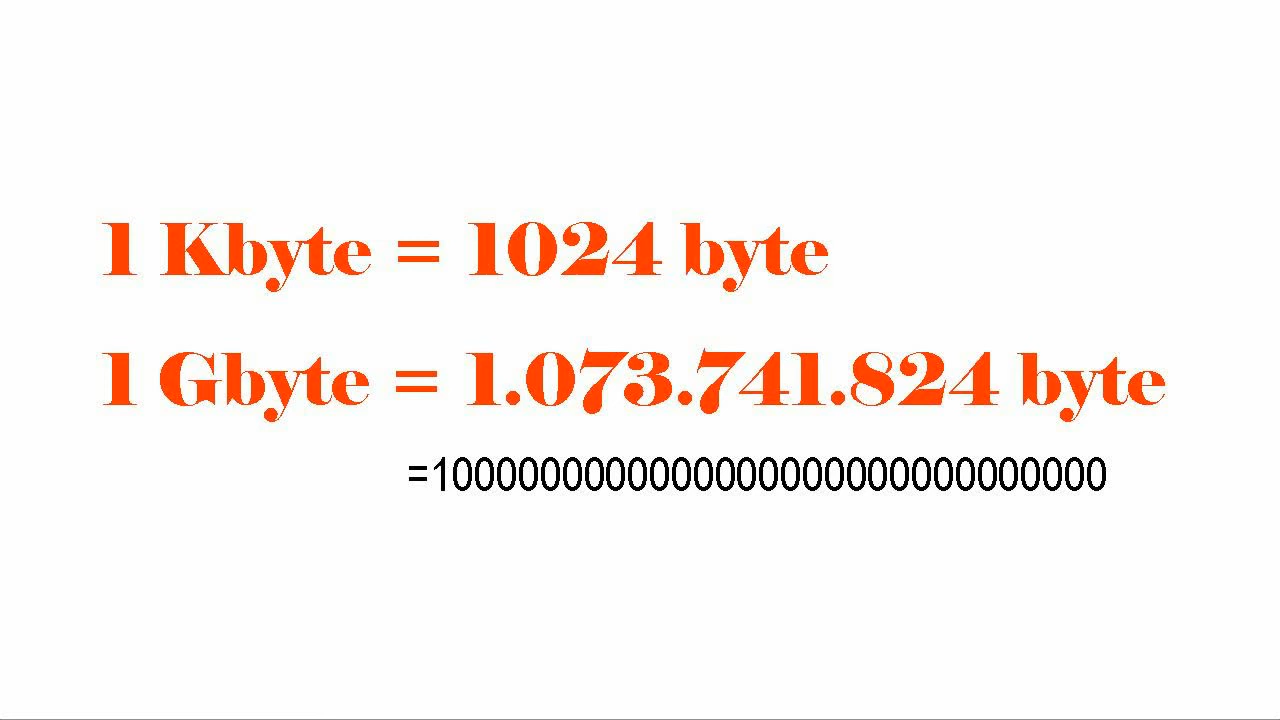 1 Kbyte = 1024 byte
1 Gbyte = 1.073.741.824 byte
=1000000000000000000000000000000